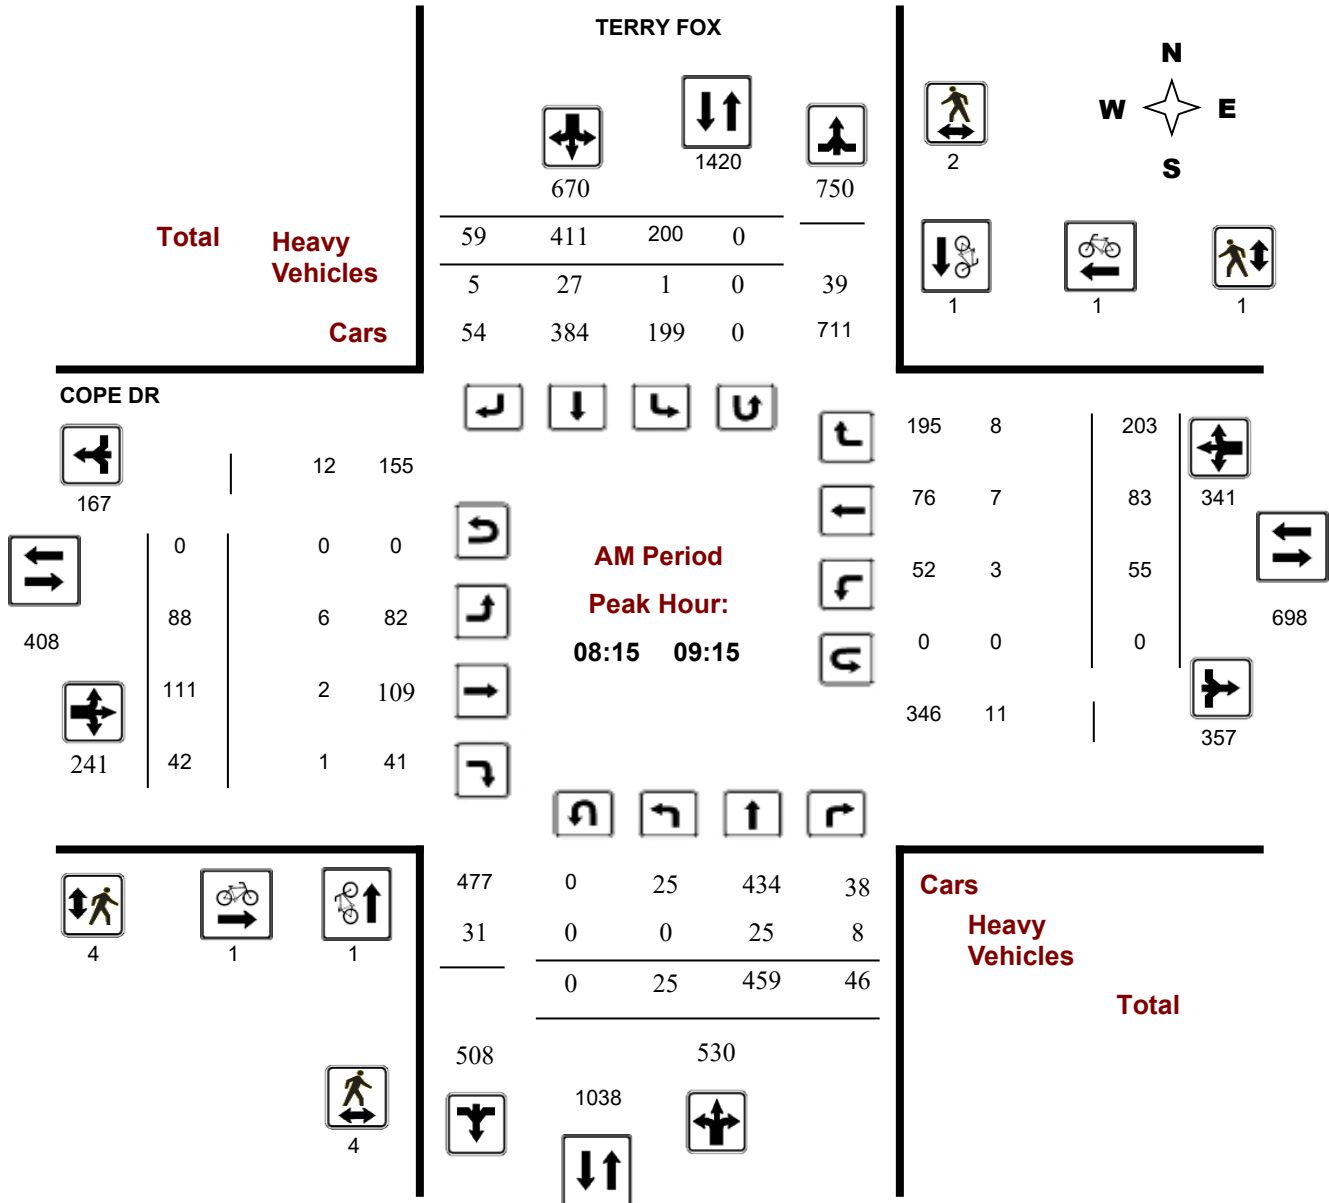 TERRY FOX
N
W E
S
1420
2
670
750
Total Heavy
Vehicles
59 411 200 0
5 27 1 0 39
Cars 54 384 199 0 711
1 1 1
COPE DR
195 8 203
12 155
167
76 7 83 341
0 0 0
AM Period
52 3 55
Peak Hour:
88 6 82
698
408
08:15 09:15
0 0 0
111 2 109
346 11
357
241 42 1 41
477 0 25 434 38
Cars
31 0 0 25 8
Heavy
Vehicles
4 1 1
0 25 459 46
Total
508 530
1038
4